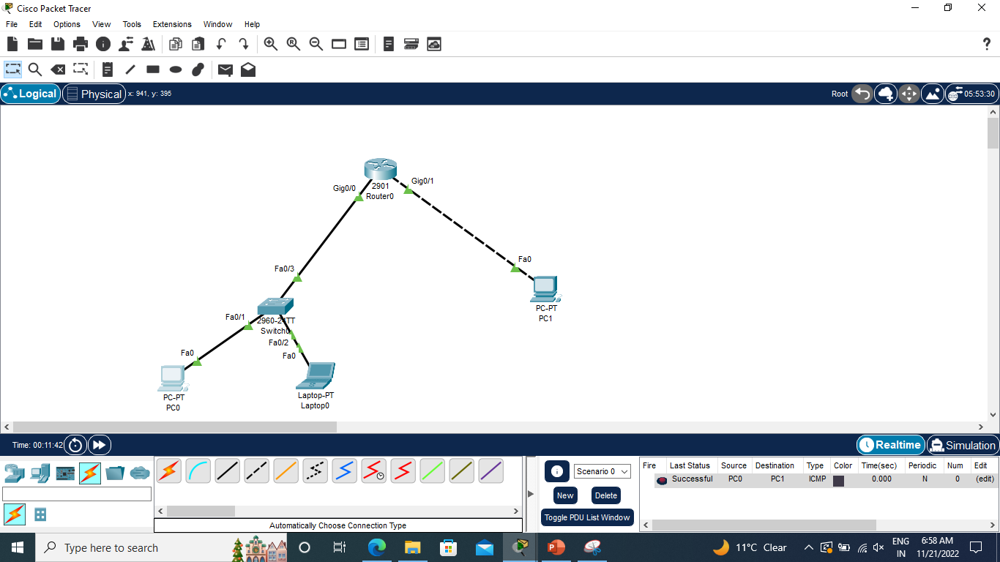 Cisco Packet Tracer
File Edit Options View Tools Extensions Window Help
Logical Physical x: 941, y: 395 Root 05:53:30
Gig0/0
2901
Router0
Gig0/1
Fa0/3
Fa0
PC-PT
PC1
Fa0/1
2960-24TT
Switch0
Fa0/2
Fa0
Fa0
PC-PT
PC0
Laptop-PT
Laptop0
Time: 00:11:42 Realtime Simulation
Automatically Choose Connection Type
Scenario 0
New Delete
Toggle PDU List Window
Fire Last Status Source Destination Type Color Time(sec) Periodic Num Edit
Successful PC0 PC1 ICMP 0.000 N 0 (edit)
Type here to search
11°C Clear
ENG
IN
6:58 AM
11/21/2022